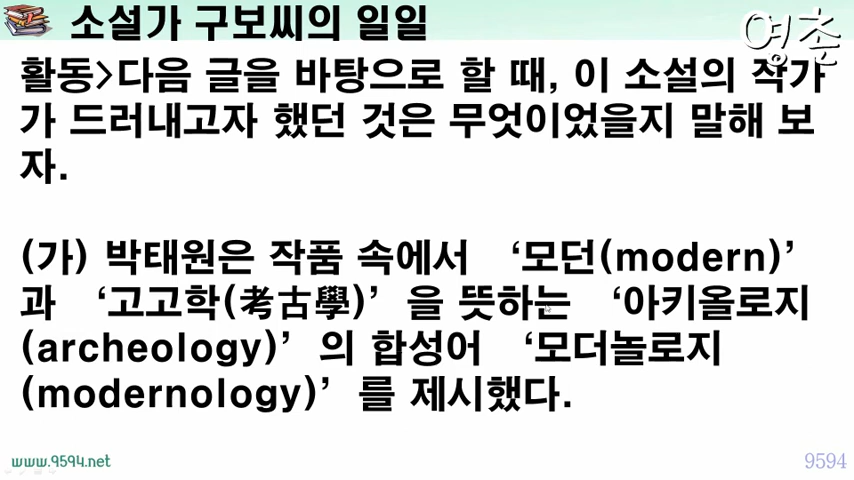 소설가 구보씨의 일일
영촌
활동>다음 글을 바탕으로 할 때, 이 소설의 작가
가 드러내고자 했던 것은 무엇이었을지 말해 보
자.
(가) 박태원은 작품 속에서 ‘모던(modern)’
과 ‘고고학(考古學)’을 뜻하는 ‘아키올로지
(archeology)’의 합성어 ‘모더놀로지
(modernology)’를 제시했다.
www.9594.net
9594